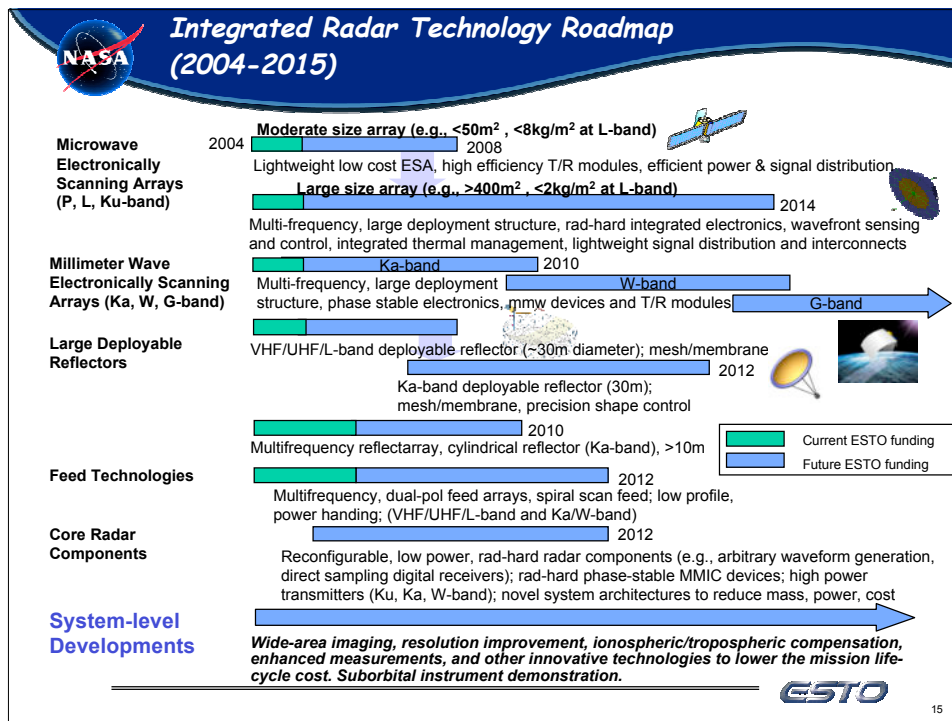 Integrated Radar Technology Roadmap
(2004-2015)
NASA
Microwave
Electronically
Scanning Arrays
(P, L, Ku-band)
2004
Moderate size array (e.g., <50m², <8kg/m² at L-band)
2008
Lightweight low cost ESA, high efficiency T/R modules, efficient power & signal distribution
Large size array (e.g., >400m², <2kg/m² at L-band)
2014
Multi-frequency, large deployment structure, rad-hard integrated electronics, wavefront sensing
and control, integrated thermal management, lightweight signal distribution and interconnects
Millimeter Wave
Electronically Scanning
Arrays (Ka, W, G-band)
Ka-band
2010
W-band
Multi-frequency, large deployment
structure, phase stable electronics, mmw devices and T/R modules
G-band
Large Deployable
Reflectors
VHF/UHF/L-band deployable reflector (~30m diameter); mesh/membrane
2012
Ka-band deployable reflector (30m);
mesh/membrane, precision shape control
2010
Multifrequency reflectarray, cylindrical reflector (Ka-band), >10m
Current ESTO funding
Future ESTO funding
Feed Technologies
2012
Multifrequency, dual-pol feed arrays, spiral scan feed; low profile,
power handing; (VHF/UHF/L-band and Ka/W-band)
Core Radar
Components
2012
Reconfigurable, low power, rad-hard radar components (e.g., arbitrary waveform generation,
direct sampling digital receivers); rad-hard phase-stable MMIC devices; high power
transmitters (Ku, Ka, W-band); novel system architectures to reduce mass, power, cost
System-level
Developments
Wide-area imaging, resolution improvement, ionospheric/tropospheric compensation,
enhanced measurements, and other innovative technologies to lower the mission life-
cycle cost. Suborbital instrument demonstration.
ESTO
15